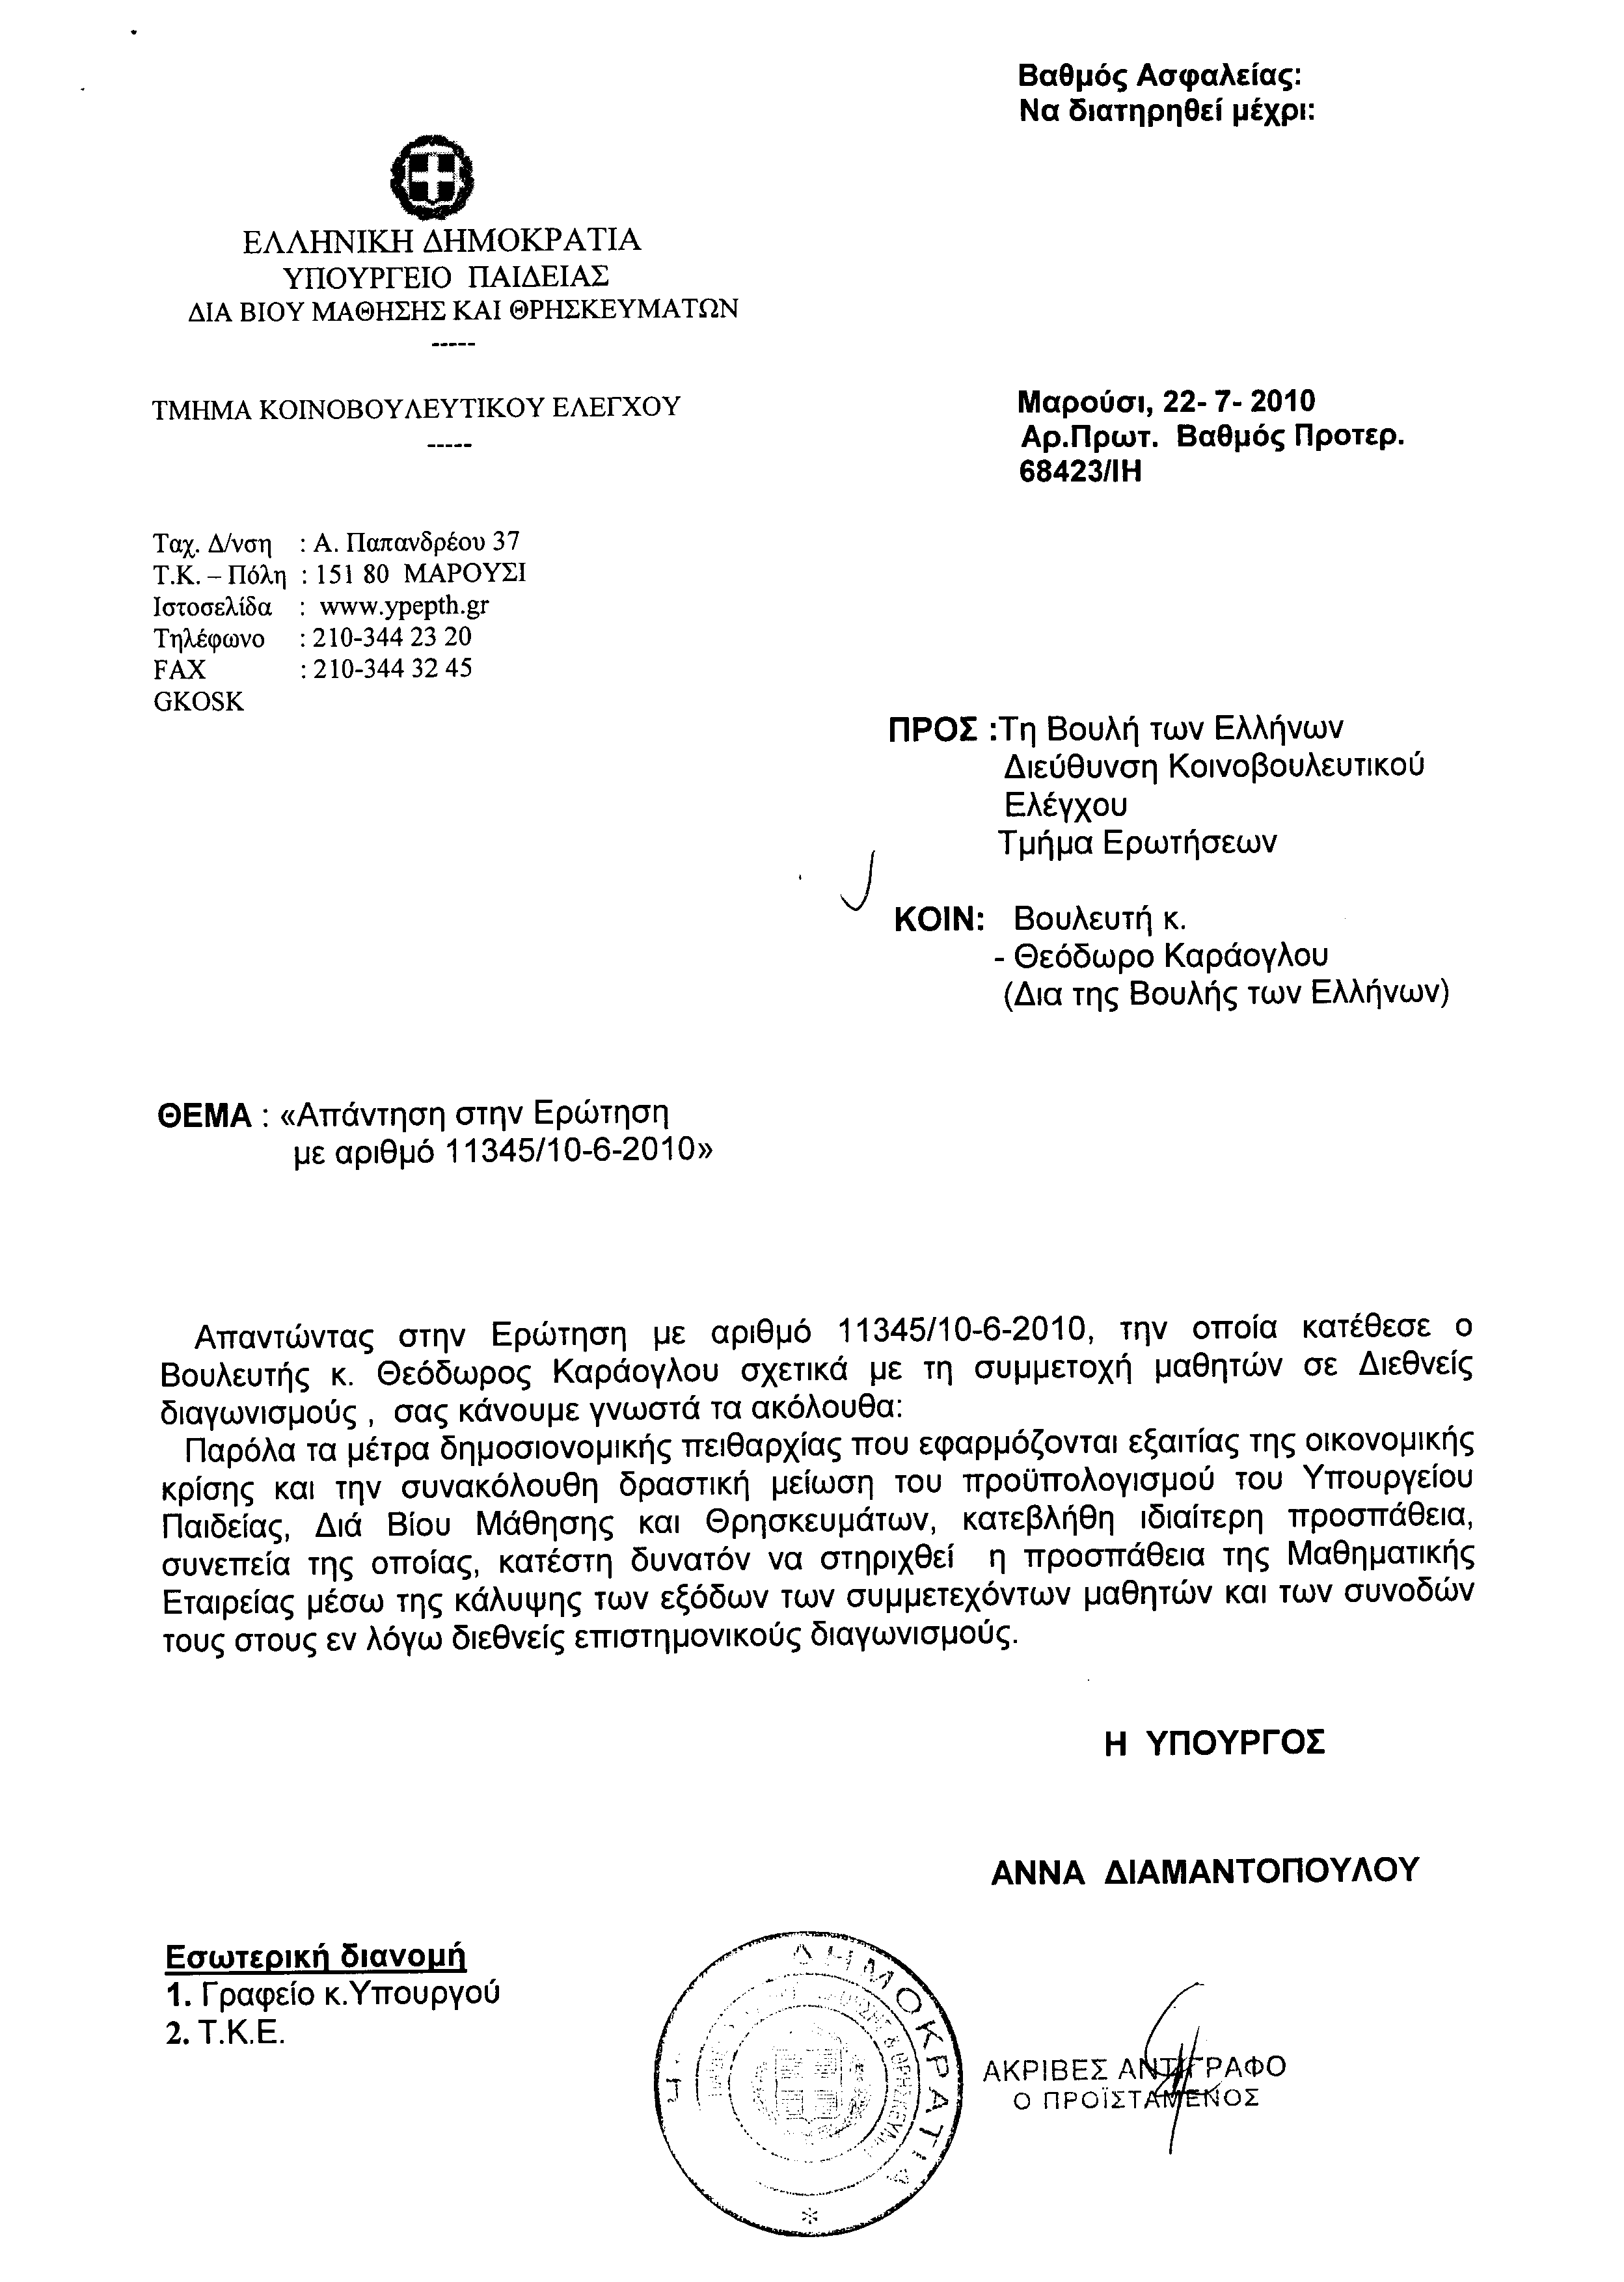 Βαθμός Ασφαλείας:
Να διατηρηθεί μέχρι:
ΕΛΛΗΝΙΚΗ ΔΗΜΟΚΡΑΤΙΑ
ΥΠΟΥΡΓΕΙΟ ΠΑΙΔΕΙΑΣ
ΔΙΑ ΒΙΟΥ ΜΑΘΗΣΗΣ ΚΑΙ ΘΡΗΣΚΕΥΜΑΤΩΝ
-----
ΤΜΗΜΑ ΚΟΙΝΟΒΟΥΛΕΥΤΙΚΟΥ ΕΛΕΓΧΟΥ
-----
Μαρούσι, 22- 7- 2010
Αρ.Πρωτ. Βαθμός Προτερ.
68423/ΙΗ
Ταχ. Δ/νση : Α. Παπανδρέου 37
Τ.Κ. – Πόλη : 151 80 ΜΑΡΟΥΣΙ
Ιστοσελίδα : www.ypepth.gr
Τηλέφωνο : 210-344 23 20
FAX : 210-344 32 45
GKOSK
ΠΡΟΣ :Τη Βουλή των Ελλήνων
Διεύθυνση Κοινοβουλευτικού
Ελέγχου
Τμήμα Ερωτήσεων
ΚΟΙΝ: Βουλευτή κ.
- Θεόδωρο Καράογλου
(Δια της Βουλής των Ελλήνων)
ΘΕΜΑ : «Απάντηση στην Ερώτηση
με αριθμό 11345/10-6-2010»
Απαντώντας στην Ερώτηση με αριθμό 11345/10-6-2010, την οποία κατέθεσε ο
Βουλευτής κ. Θεόδωρος Καράογλου σχετικά με τη συμμετοχή μαθητών σε Διεθνείς
διαγωνισμούς , σας κάνουμε γνωστά τα ακόλουθα:
Παρόλα τα μέτρα δημοσιονομικής πειθαρχίας που εφαρμόζονται εξαιτίας της οικονομικής
κρίσης και την συνακόλουθη δραστική μείωση του προϋπολογισμού του Υπουργείου
Παιδείας, Διά Βίου Μάθησης και Θρησκευμάτων, κατεβλήθη ιδιαίτερη προσπάθεια,
συνεπεία της οποίας, κατέστη δυνατόν να στηριχθεί η προσπάθεια της Μαθηματικής
Εταιρείας μέσω της κάλυψης των εξόδων των συμμετεχόντων μαθητών και των συνοδών
τους στους εν λόγω διεθνείς επιστημονικούς διαγωνισμούς.
Η ΥΠΟΥΡΓΟΣ
ΑΝΝΑ ΔΙΑΜΑΝΤΟΠΟΥΛΟΥ
Εσωτερική διανομή
1. Γραφείο κ.Υπουργού
2. Τ.Κ.Ε.
ΔΗΜΟΚΡΑΤΙΑ
ΑΚΡΙΒΕΣ ΑΝΤΙΓΡΑΦΟ
Ο ΠΡΟΪΣΤΑΜΕΝΟΣ